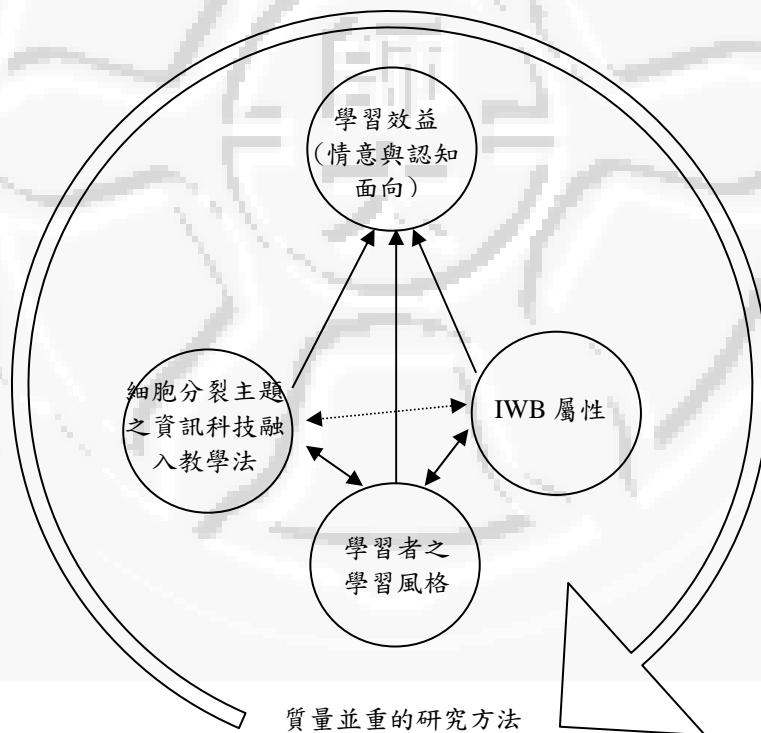 學習效益
(情意與認知
面向)
細胞分裂主題
之資訊科技融
入教學法
IWB 屬性
學習者之
學習風格
質量並重的研究方法